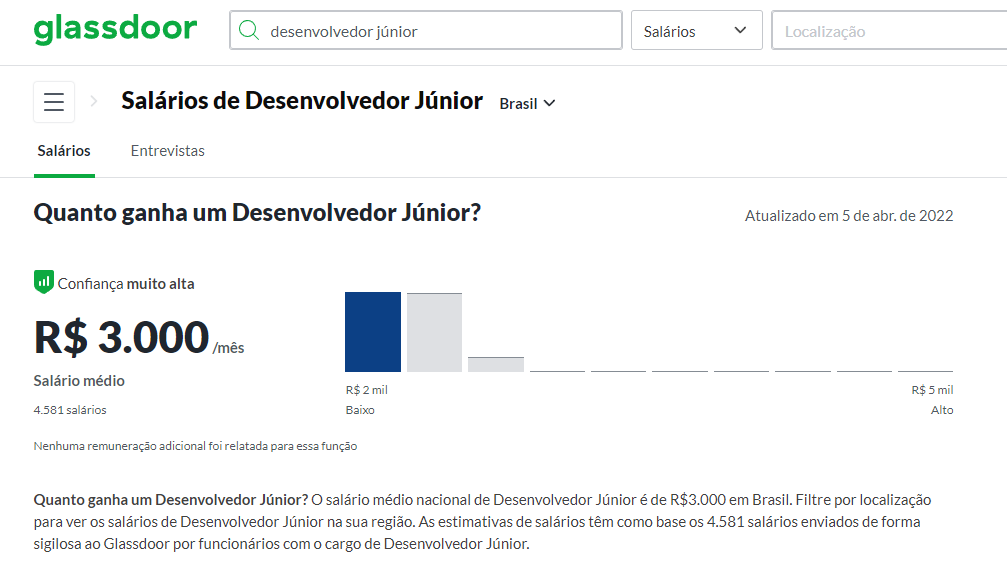 glassdoor
desenvolvedor júnior
Salários
Localização
Salários de Desenvolvedor Júnior
Brasil
Salários
Entrevistas
Quanto ganha um Desenvolvedor Júnior?
Atualizado em 5 de abr. de 2022
Confiança muito alta
R$ 3.000 /mês
Salário médio
4.581 salários
R$ 2 mil
Baixo
R$ 5 mil
Alto
Nenhuma remuneração adicional foi relatada para essa função
Quanto ganha um Desenvolvedor Júnior? O salário médio nacional de Desenvolvedor Júnior é de R$3.000 em Brasil. Filtre por localização
para ver os salários de Desenvolvedor Júnior na sua região. As estimativas de salários têm como base os 4.581 salários enviados de forma
sigilosa ao Glassdoor por funcionários com o cargo de Desenvolvedor Júnior.